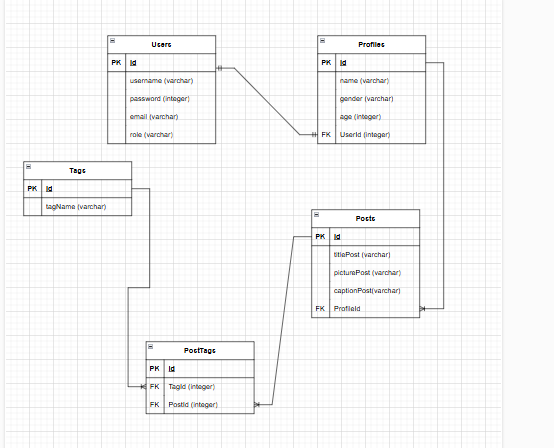 Users
PK Id
username (varchar)
password (integer)
email (varchar)
role (varchar)
Profiles
PK Id
name (varchar)
gender (varchar)
age (integer)
FK UserId (integer)
Tags
PK Id
tagName (varchar)
Posts
PK Id
titlePost (varchar)
picturePost (varchar)
captionPost(varchar)
FK ProfileId
PostTags
PK Id
FK TagId (integer)
FK PostId (integer)